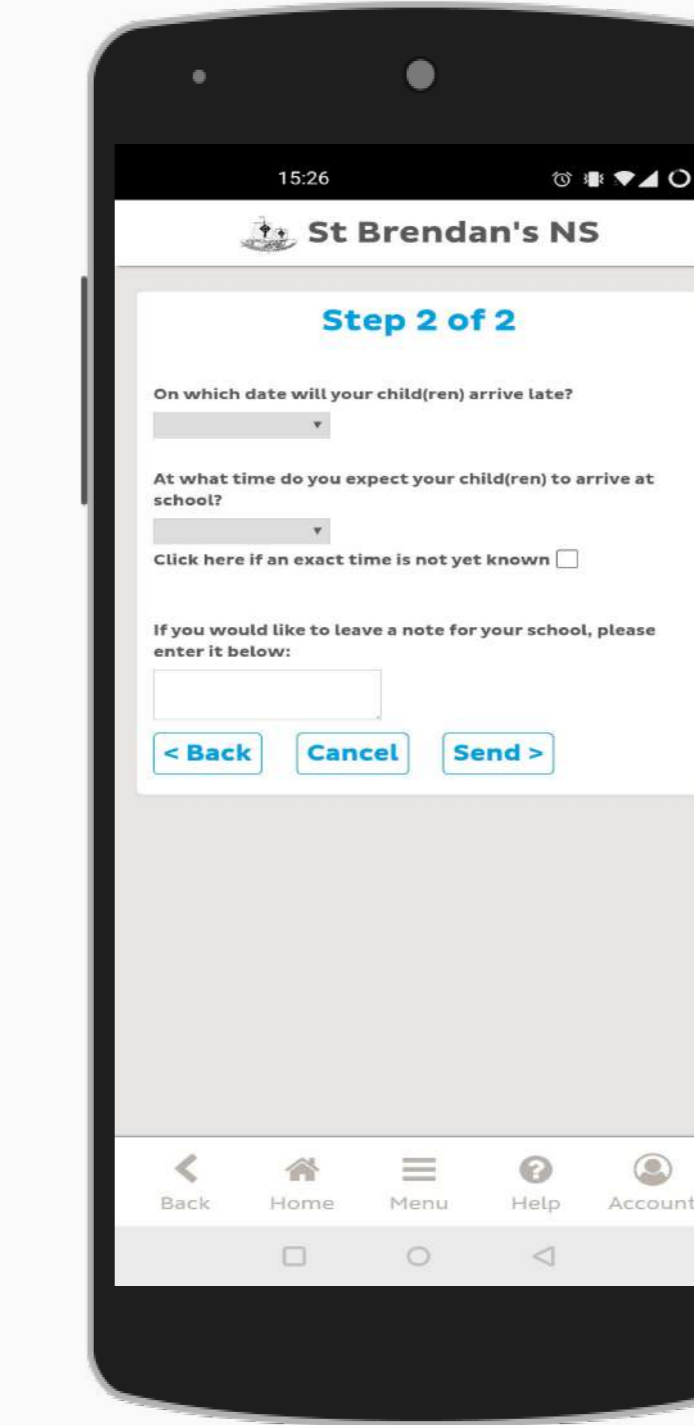 15:26
St Brendan's NS
Step 2 of 2
On which date will your child(ren) arrive late?
At what time do you expect your child(ren) to arrive at
school?
Click here if an exact time is not yet known
If you would like to leave a note for your school, please
enter it below:
< Back Cancel Send >
Back Home Menu Help Account